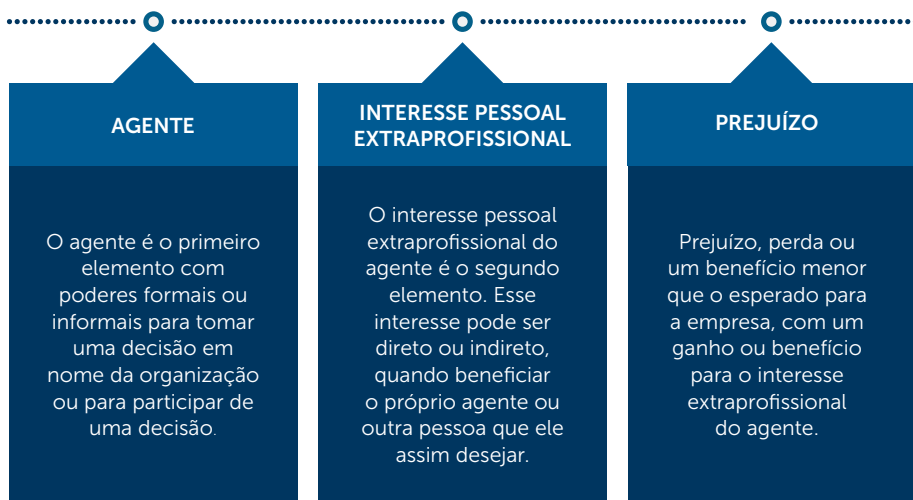 AGENTE
O agente é o primeiro
elemento com
poderes formais ou
informais para tomar
uma decisão em
nome da organização
ou para participar de
uma decisão.
INTERESSE PESSOAL
EXTRAPROFISSIONAL
O interesse pessoal
extraprofissional do
agente é o segundo
elemento. Esse
interesse pode ser
direto ou indireto,
quando beneficiar
o próprio agente ou
outra pessoa que ele
assim desejar.
PREJUÍZO
Prejuízo, perda ou
um benefício menor
que o esperado para
a empresa, com um
ganho ou benefício
para o interesse
extraprofissional
do agente.